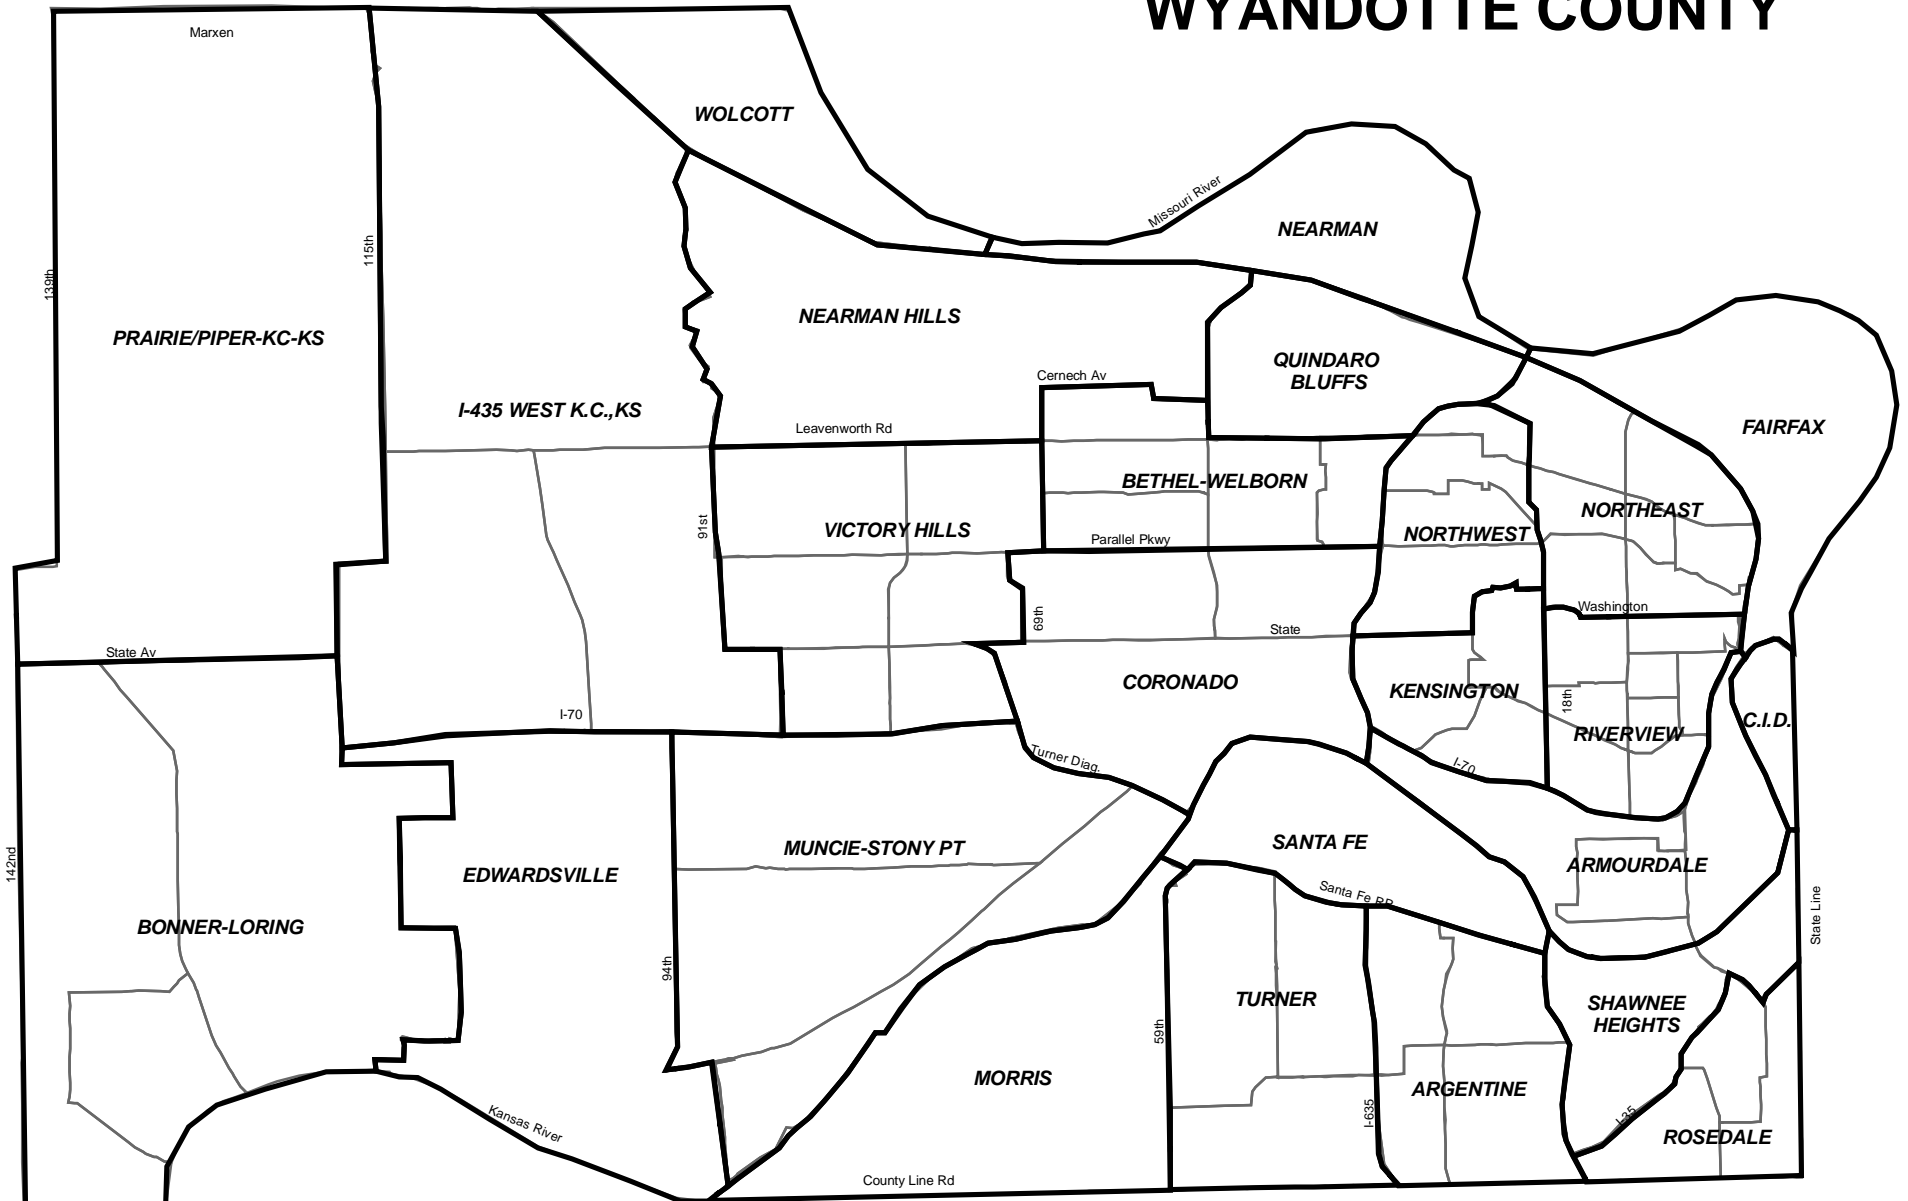 WYANDOTTE COUNTY
Marxen
WOLCOTT
Missouri River
NEARMAN
115th
139th
NEARMAN HILLS
PRAIRIE/PIPER-KC-KS
QUINDARO
BLUFFS
Cernech Av
I-435 WEST K.C.,KS
Leavenworth Rd
FAIRFAX
BETHEL-WELBORN
NORTHEAST
91st
VICTORY HILLS
NORTHWEST
Parallel Pkwy
69th
Washington
State
State Av
CORONADO
KENSINGTON
18th
I-70
C.I.D.
RIVERVIEW
Turner Diag.
I-70
SANTA FE
MUNCIE-STONY PT
142nd
EDWARDSVILLE
ARMOURDALE
Santa Fe RR
State Line
BONNER-LORING
94th
TURNER
SHAWNEE
HEIGHTS
59th
MORRIS
ARGENTINE
I-635
I-35
Kansas River
ROSEDALE
County Line Rd